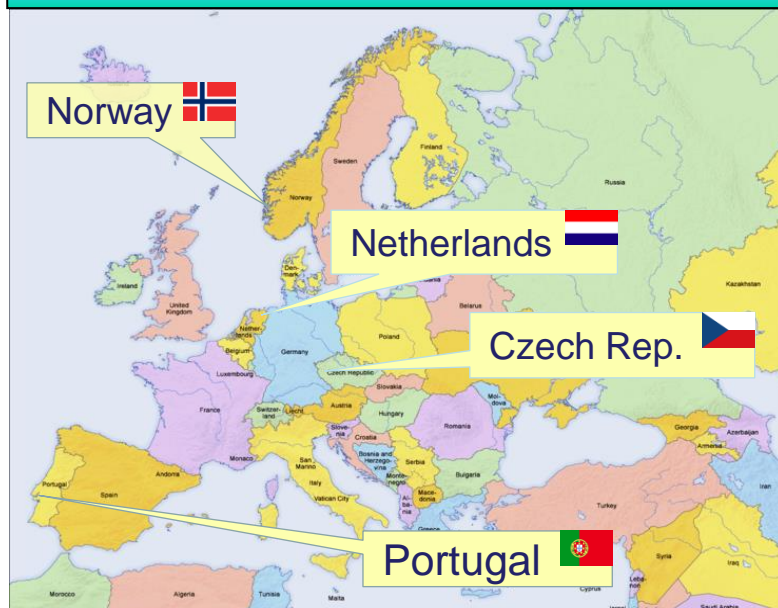 Norway
Finland
Sweden
Norway
Russia
Netherlands
Den-
mark
Ireland
United
Kingdom
Belarus
Kazakhstan
Nether-
lands
Poland
Belgium
Germany
Czech Rep.
Luxembourg
Czech Republic
Slovakia
France
Switzer-
land
Liecht.
Austria
Hungary
Mol-
dova
Slove-
nia
Romania
Croatia
Monaco
San
Marino
Bosnia and
Herzego-
vina
Serbia
Georgia
Azerbaijan
Armenia
Andorra
Italy
Monte-
negro
Bulgaria
Portugal
Spain
Vatican City
Al-
ba-
nia
Mace-
donia
Iran
Greece
Turkey
Portugal
Syria
Iraq
Morocco
Algeria
Tunisia
Malta
Cyprus
Leba-
non
Israel
Saudi Arabia